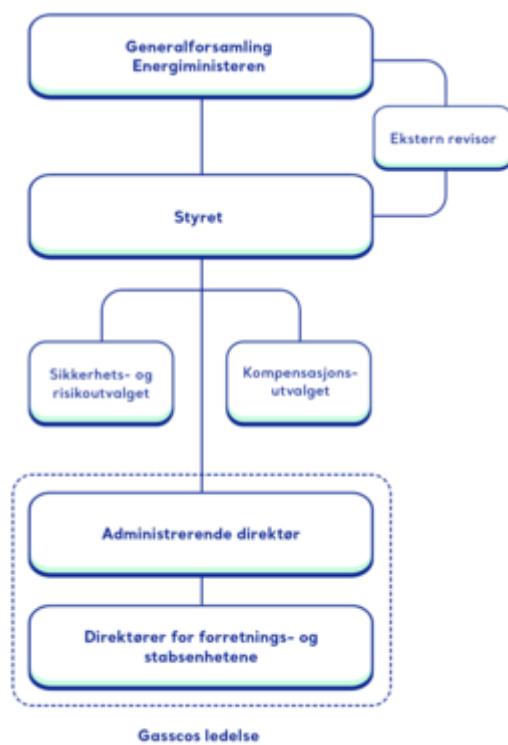 Generalforsamling
Energiministeren
Ekstern revisor
Styret
Sikkerhets- og
risikoutvalget
Kompensasjons-
utvalget
Administrerende direktør
Direktører for forretnings- og
stabsenhetene
Gasscos ledelse